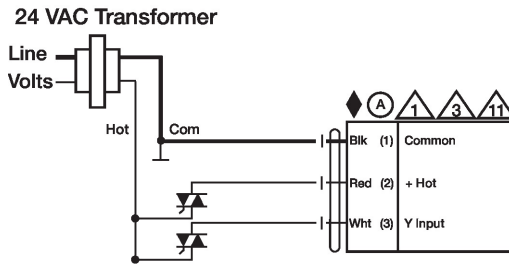 24 VAC Transformer
Line
Volts
Hot
Com
A
1
3
11
Blk (1) Common
Red (2) + Hot
Wht (3) Y Input